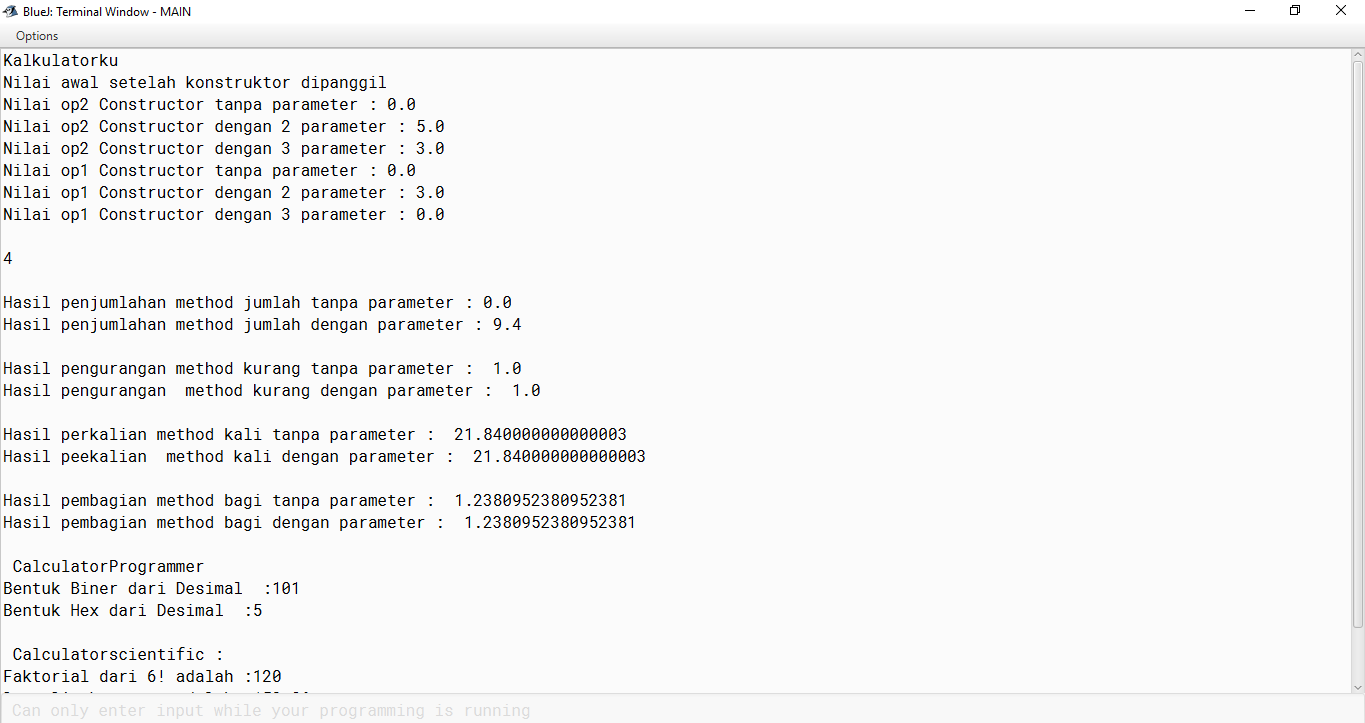 BlueJ: Terminal Window - MAIN
Options
Kalkulatorku
Nilai awal setelah konstruktor dipanggil
Nilai op2 Constructor tanpa parameter : 0.0
Nilai op2 Constructor dengan 2 parameter : 5.0
Nilai op2 Constructor dengan 3 parameter : 3.0
Nilai op1 Constructor tanpa parameter : 0.0
Nilai op1 Constructor dengan 2 parameter : 3.0
Nilai op1 Constructor dengan 3 parameter : 0.0
4
Hasil penjumlahan method jumlah tanpa parameter : 0.0
Hasil penjumlahan method jumlah dengan parameter : 9.4
Hasil pengurangan method kurang tanpa parameter :  1.0
Hasil pengurangan  method kurang dengan parameter :  1.0
Hasil perkalian method kali tanpa parameter :  21.840000000000003
Hasil peekalian  method kali dengan parameter :  21.840000000000003
Hasil pembagian method bagi tanpa parameter :  1.2380952380952381
Hasil pembagian method bagi dengan parameter :  1.2380952380952381
CalculatorProgrammer
Bentuk Biner dari Desimal  :101
Bentuk Hex dari Desimal  :5
Calculatorscientific :
Faktorial dari 6! adalah :120
Can only enter input while your programming is running